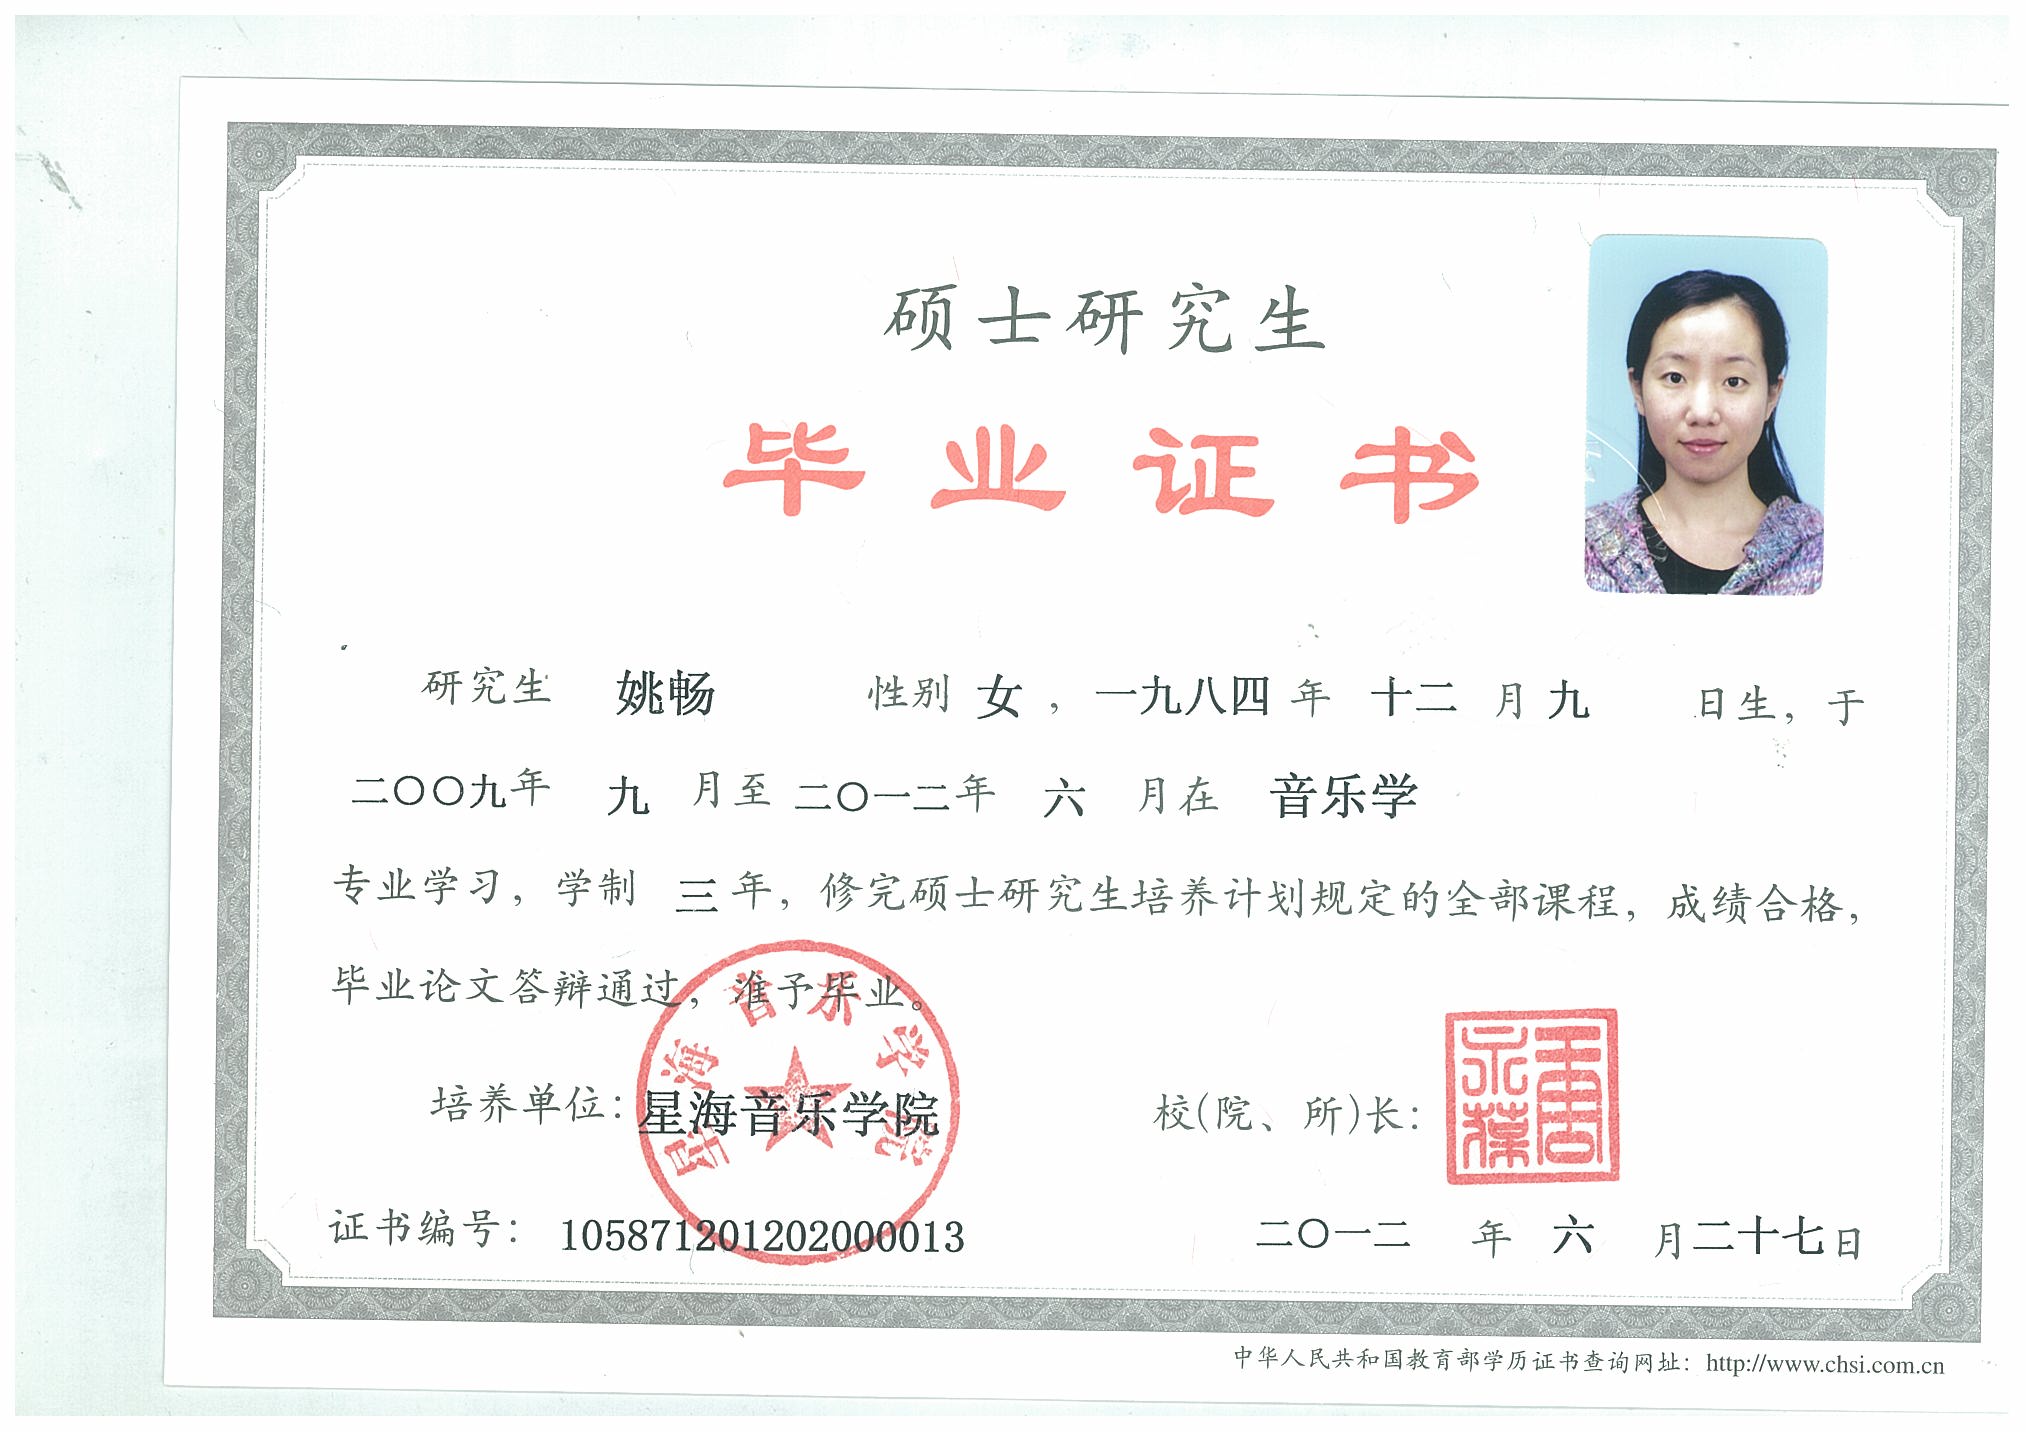 硕士研究生
毕业证书
研究生 姚畅 性别 女 ，一九八四 年 十二 月 九 日生，于
二〇〇九年 九 月至 二〇一二年 六 月在 音乐学
专业学习，学制 三 年，修完硕士研究生培养计划规定的全部课程，成绩合格，
毕业论文答辩通过，准予毕业。
星海音乐学院
培养单位：星海音乐学院 校(院、所)长：
证书编号： 105871201202000013 二〇一二 年 六 月二十七日
中华人民共和国教育部学历证书查询网址：http://www.chsi.com.cn